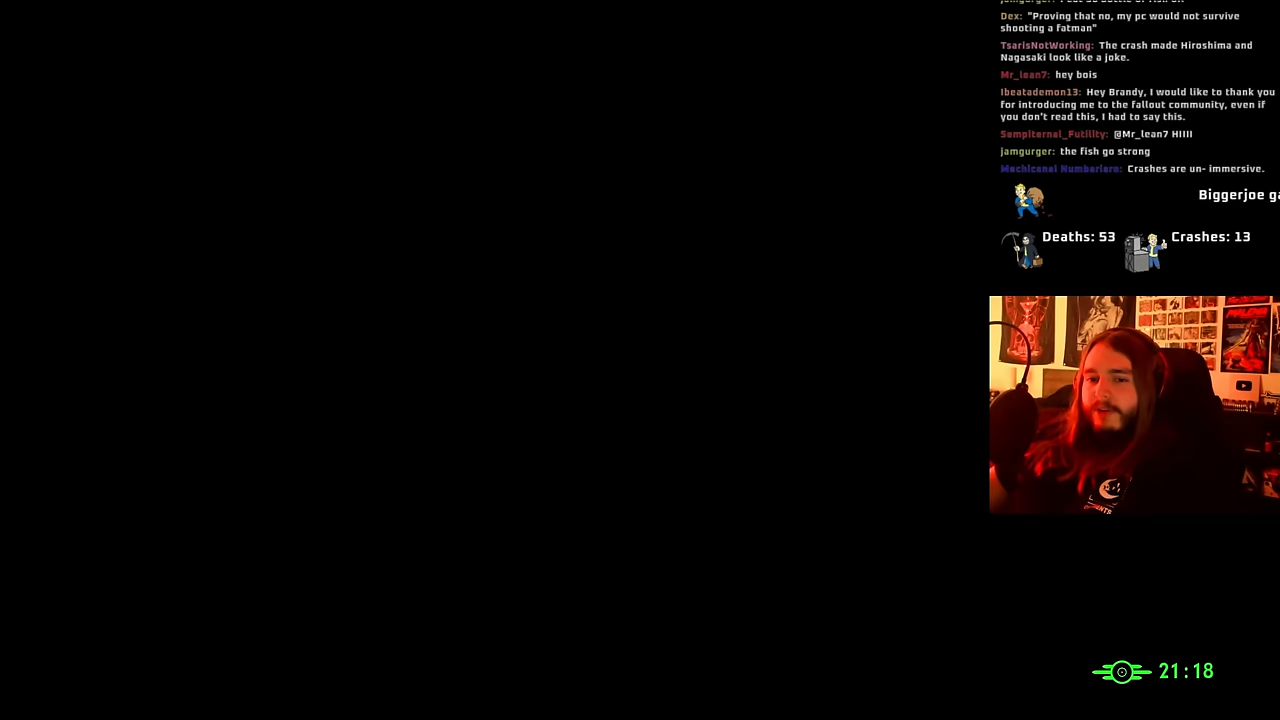 Dex: "Proving that no, my pc would not survive
shooting a fatman"
TsarisNotWorking: The crash made Hiroshima and
Nagasaki look like a joke.
Mr_lean7: hey bois
Ibeatademon13: Hey Brandy, I would like to thank you
for introducing me to the fallout community, even if
you don't read this, I had to say this.
Sempiternal_Futility: @Mr_lean7 HIIII
jamgurger: the fish go strong
Machicanal Numbariaro: Crashes are un- immersive.
Biggerjoe
Deaths: 53
Crashes: 13
21:18